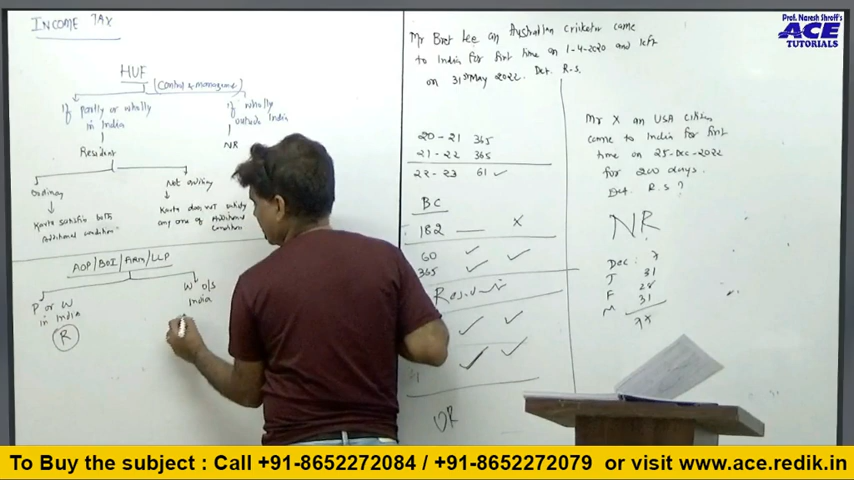 INCOME TAX
HUF
(Control & management)
If partly or wholly
in India
Resident
If wholly
outside India
NR
Ordinary
Karta satisfies both
Additional condition
Not ordinary
Karta does not satisfy
any one of Additional
Condition
AOP/BOI/Firm/LLP
P or W
in India
R
W o/s
India
Mr Bret Lee an Australian cricketer came
to India for first time on 1-4-2020 and left
on 31st May 2022. Det. R.S.
20-21 365
21-22 365
22-23 61 ✓
BC
182 — X
60 ✓ ✓
365 ✓ ✓
Resident
✓ ✓
✓ ✓
OR
Mr X an USA citizen
came to India for first
time on 25-Dec-2022
for 200 days.
Det. R.S?
NR
Dec: 7
J 31
F 28
M 31
Prof. Naresh Shroff's
ACE
TUTORIALS
To Buy the subject : Call +91-8652272084 / +91-8652272079 or visit www.ace.redik.in